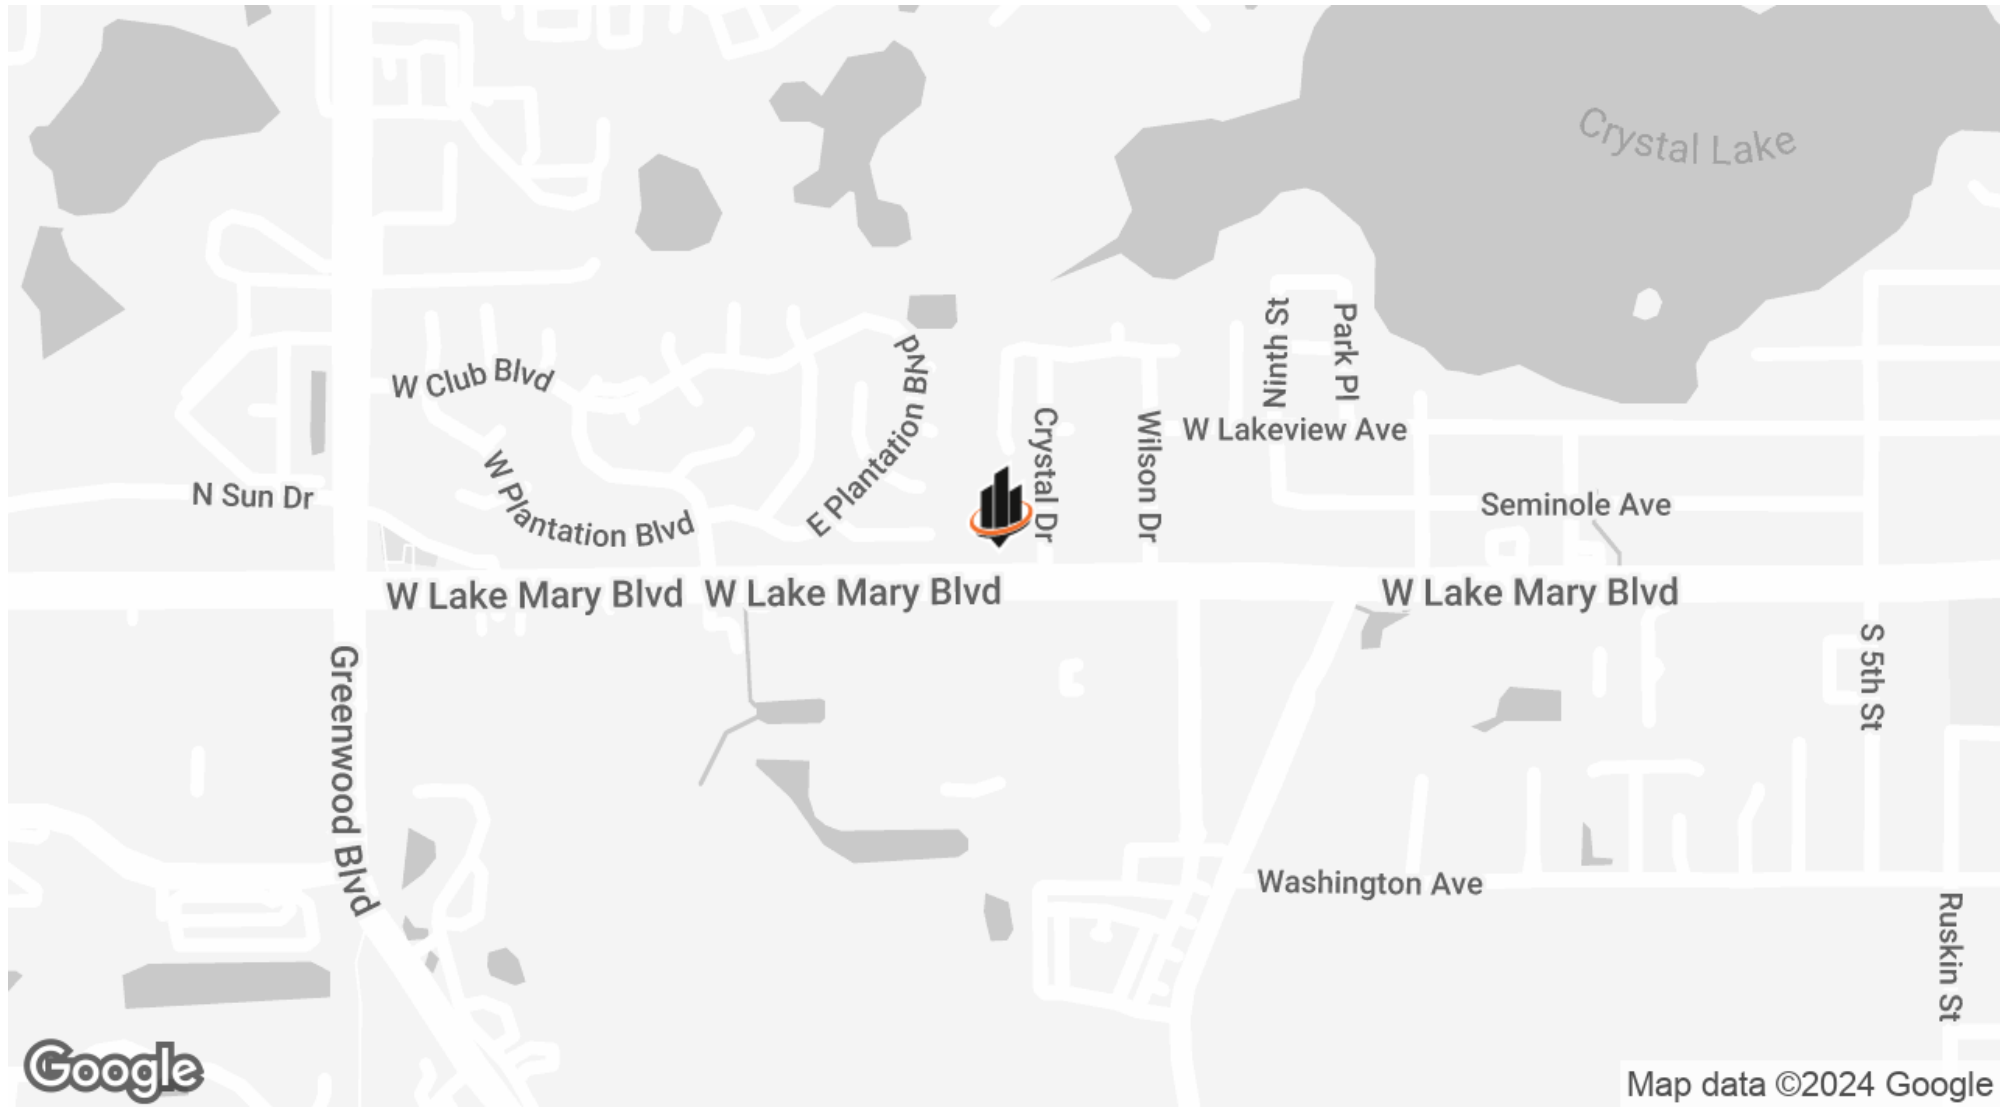 Crystal Lake
Ninth St
Park Pl
W Club Blvd
E Plantation Blvd
Crystal Dr
Wilson Dr
W Lakeview Ave
N Sun Dr
W Plantation Blvd
Seminole Ave
W Lake Mary Blvd
W Lake Mary Blvd
W Lake Mary Blvd
Greenwood Blvd
S 5th St
Washington Ave
Ruskin St
Google
Map data ©2024 Google